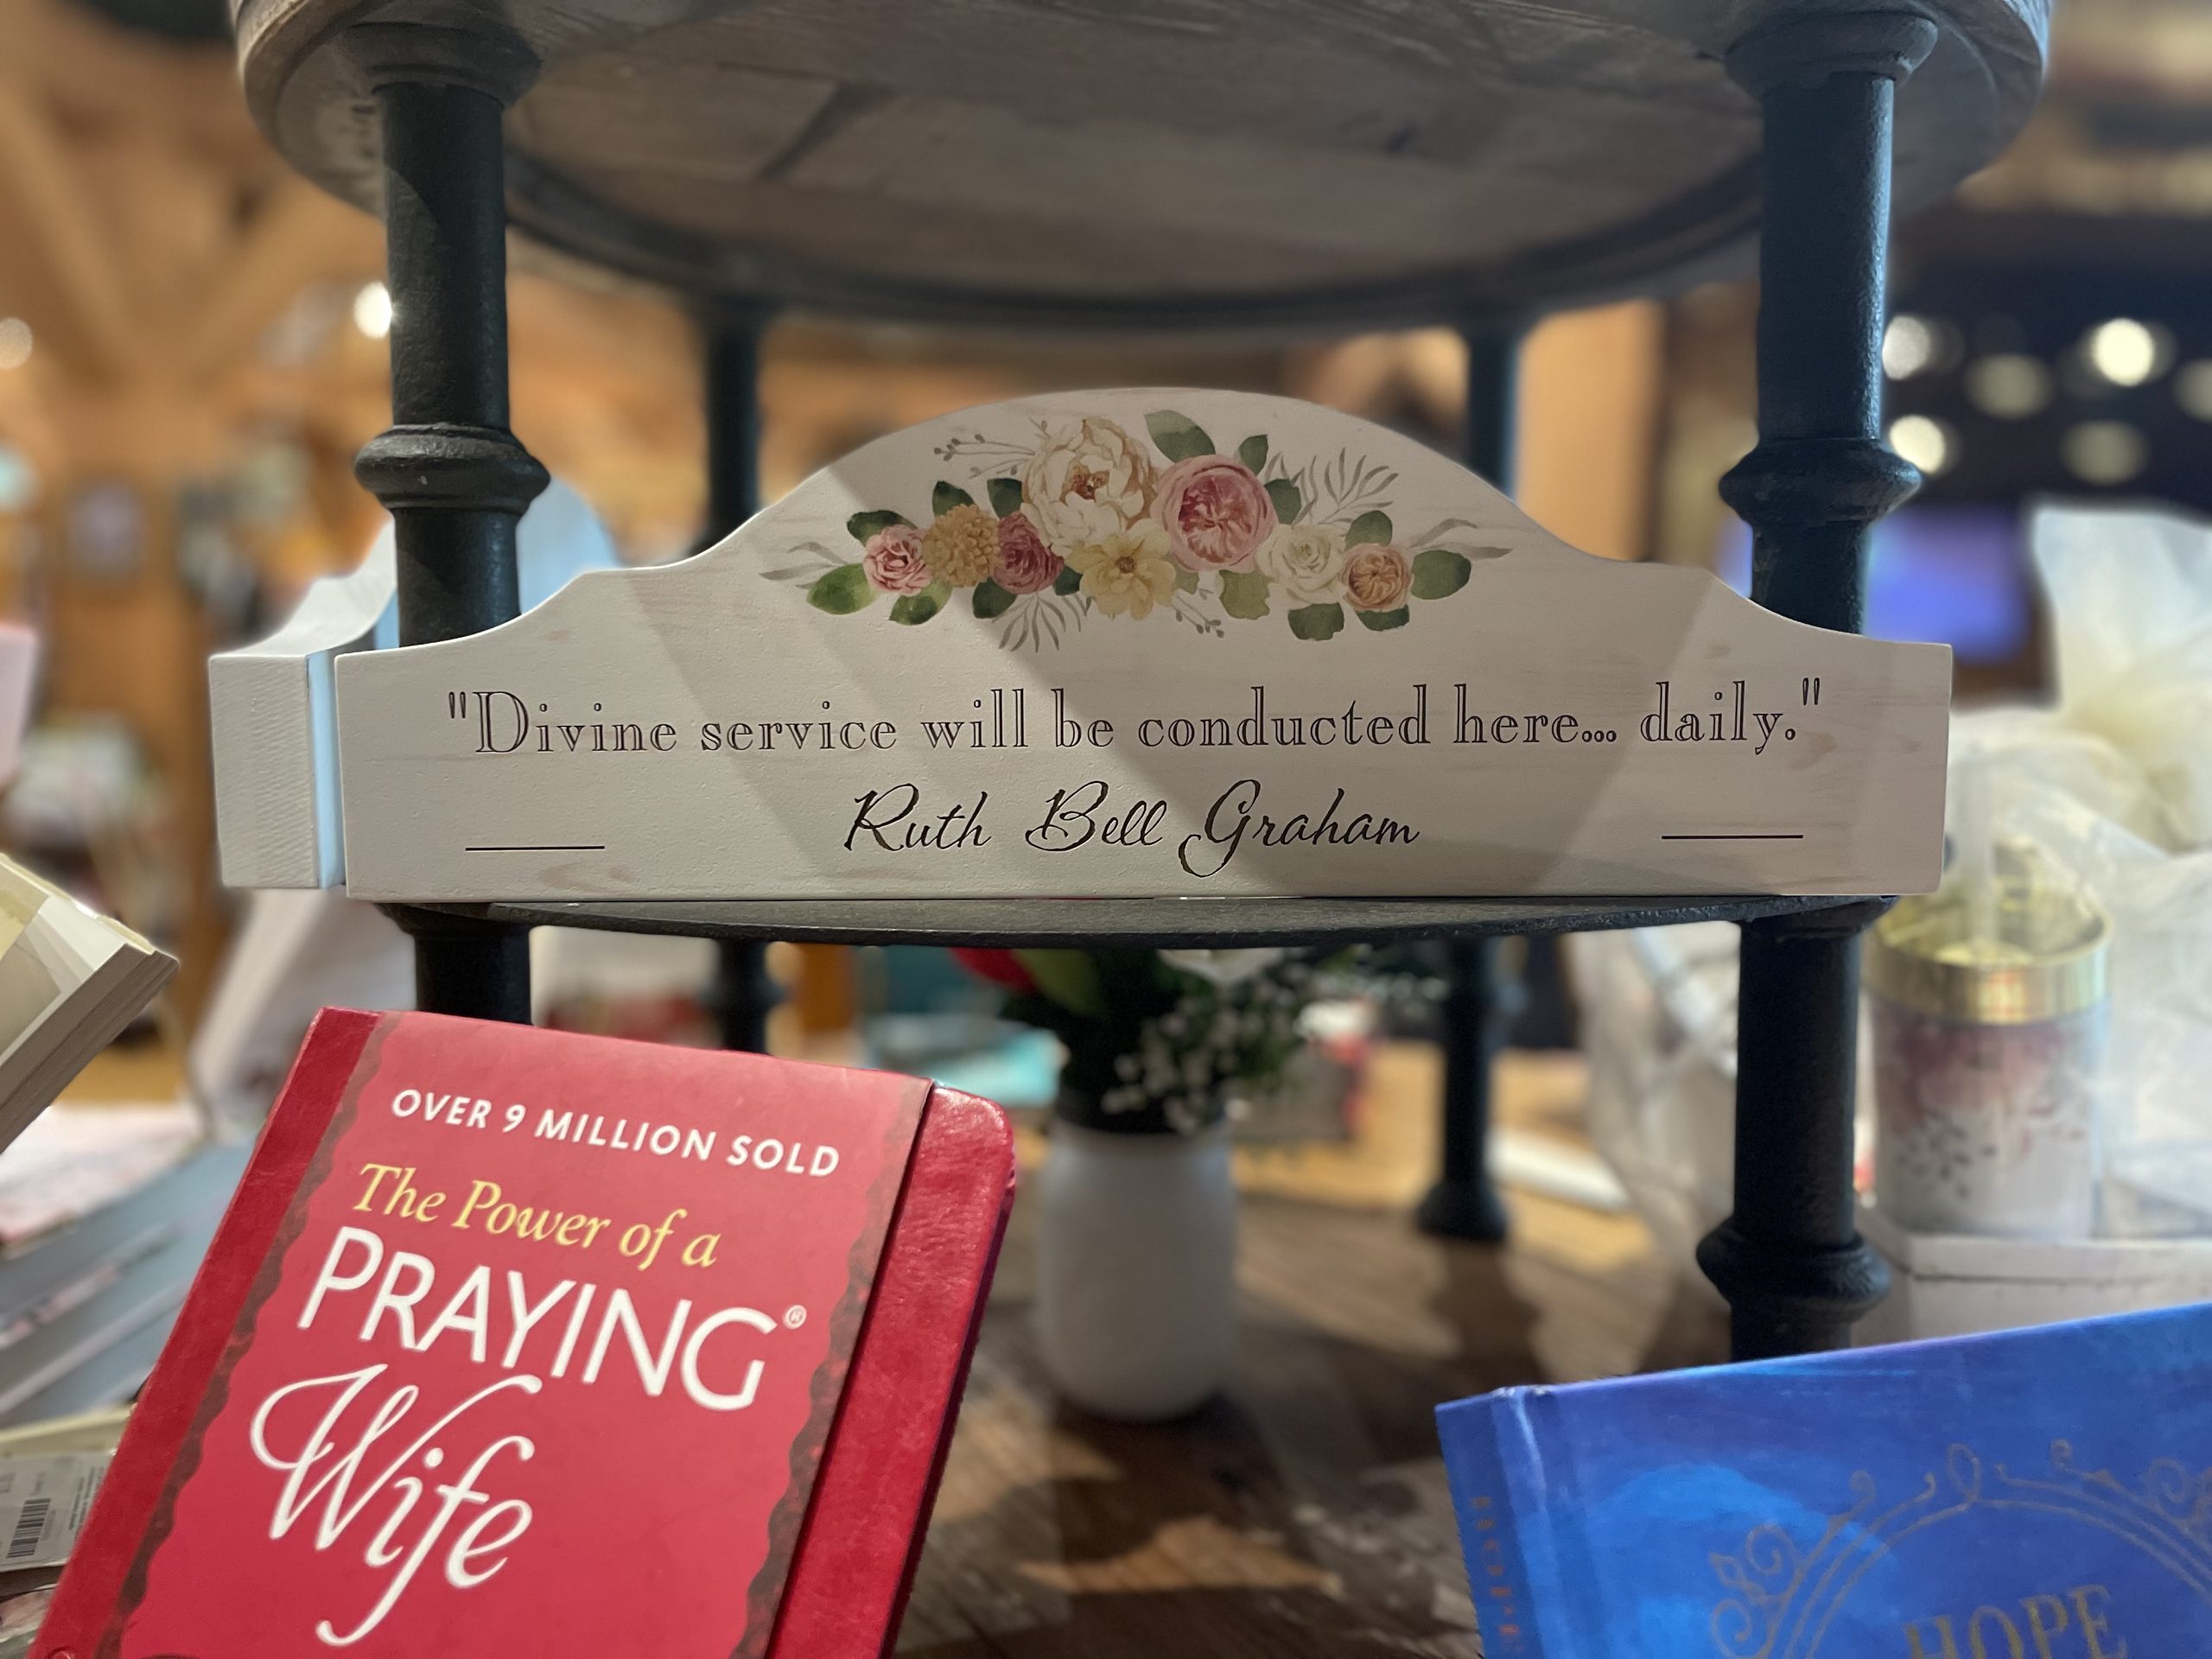 "Divine service will be conducted here... daily."
Ruth Bell Graham
OVER 9 MILLION SOLD
The Power of a
PRAYING®
Wife
HOPE